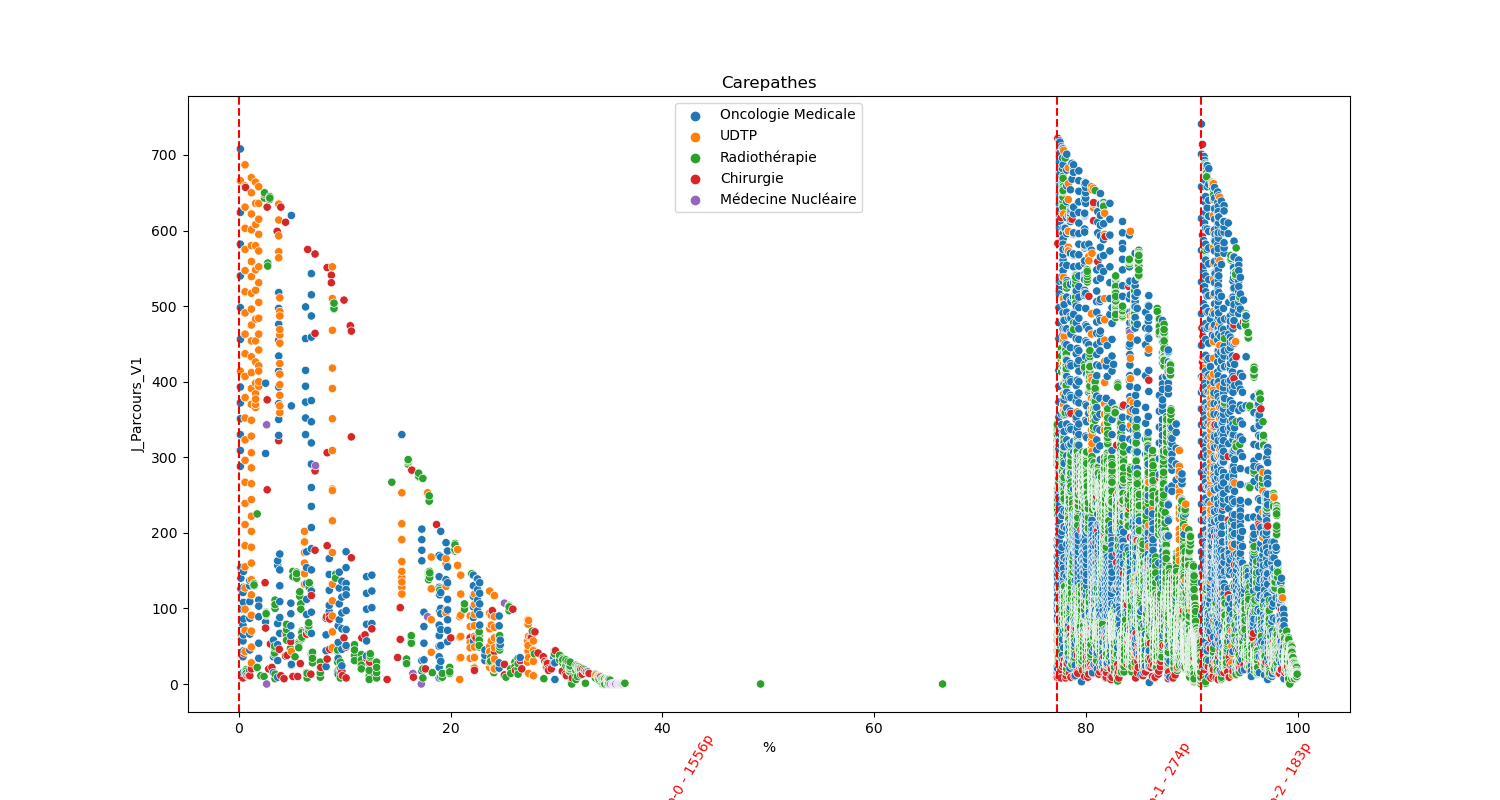 Carepathes
Oncologie Medicale
UDTP
Radiothérapie
Chirurgie
Médecine Nucléaire
J_Parcours_V1
700
600
500
400
300
200
100
0
0
20
40
60
80
100
%
-0 - 1556p
-1 - 274p
-2 - 183p